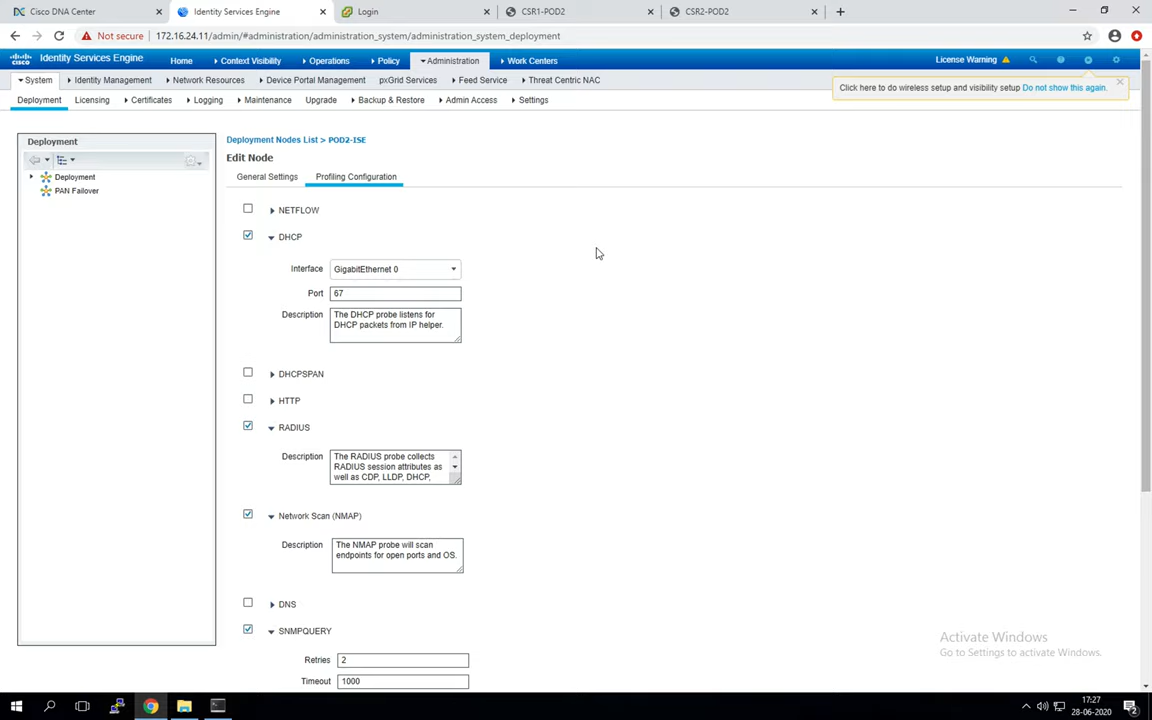 Cisco DNA Center
Identity Services Engine
Login
CSR1-POD2
CSR2-POD2
Not secure
172.16.24.11/admin/#administration/administration_system/administration_system_deployment
CISCO
Identity Services Engine
Home
Context Visibility
Operations
Policy
Administration
Work Centers
License Warning
System
Identity Management
Network Resources
Device Portal Management
pxGrid Services
Feed Service
Threat Centric NAC
Click here to do wireless setup and visibility setup Do not show this again.
Deployment
Licensing
Certificates
Logging
Maintenance
Upgrade
Backup & Restore
Admin Access
Settings
Deployment
Deployment
PAN Failover
Deployment Nodes List > POD2-ISE
Edit Node
General Settings
Profiling Configuration
NETFLOW
DHCP
Interface
GigabitEthernet 0
Port
67
Description
The DHCP probe listens for
DHCP packets from IP helper.
DHCPSPAN
HTTP
RADIUS
Description
The RADIUS probe collects
RADIUS session attributes as
well as CDP, LLDP, DHCP,
Network Scan (NMAP)
Description
The NMAP probe will scan
endpoints for open ports and OS.
DNS
SNMPQUERY
Retries
2
Timeout
1000
Activate Windows
Go to Settings to activate Windows.
17:27
28-06-2020
2